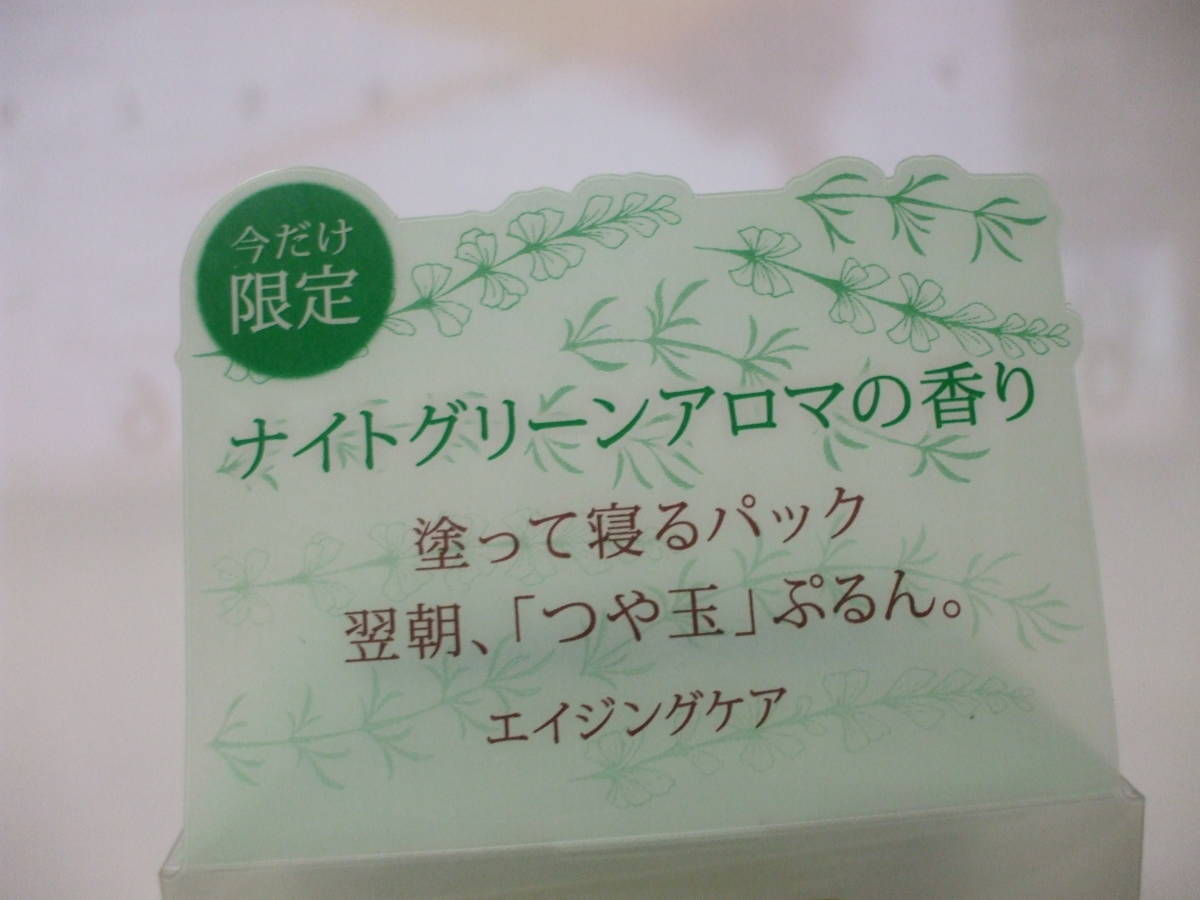 今だけ
限定
ナイトグリーンアロマの香り
塗って寝るパック
翌朝、「つや玉」ぷるん。
エイジングケア